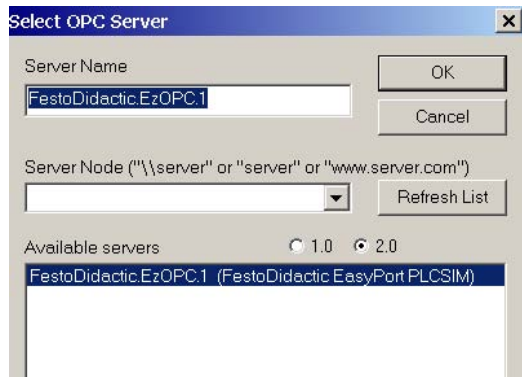 Select OPC Server
Server Name
OK
FestoDidactic.EzOPC.1
Cancel
Server Node ("\\server" or "server" or "www.server.com")
Refresh List
Available servers 1.0 2.0
FestoDidactic.EzOPC.1 (FestoDidactic EasyPort PLCSIM)